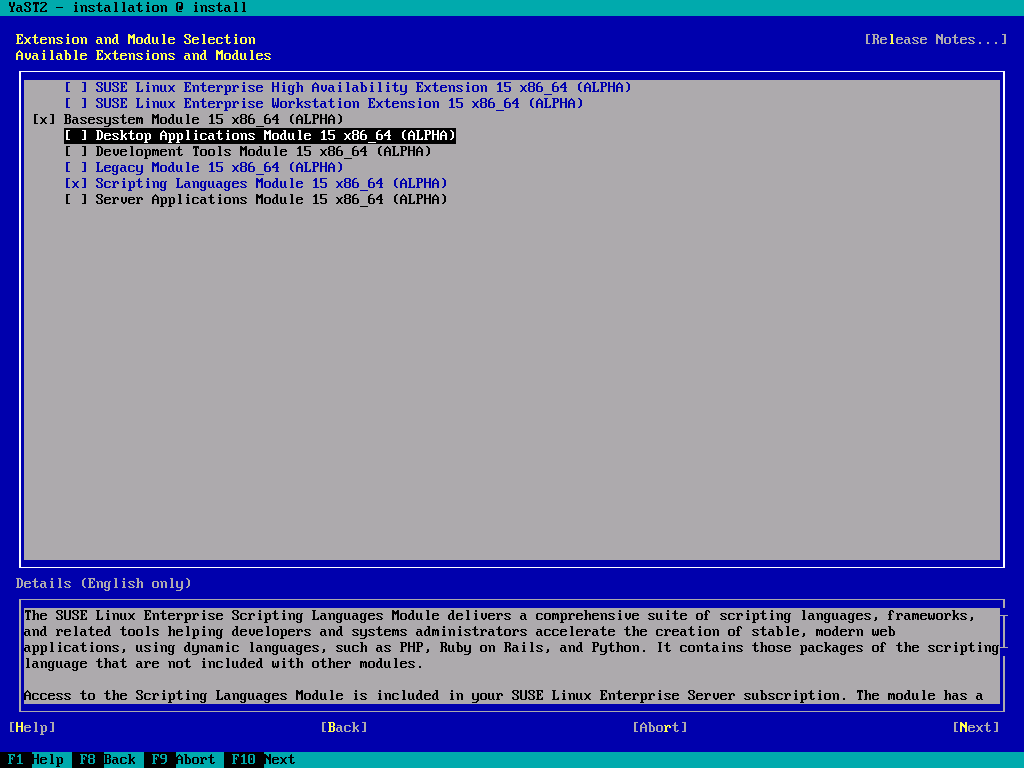 YaST2 - installation @ install
Extension and Module Selection [Release Notes...]
Available Extensions and Modules
[ ] SUSE Linux Enterprise High Availability Extension 15 x86_64 (ALPHA)
[ ] SUSE Linux Enterprise Workstation Extension 15 x86_64 (ALPHA)
[x] Basesystem Module 15 x86_64 (ALPHA)
[ ] Desktop Applications Module 15 x86_64 (ALPHA)
[ ] Development Tools Module 15 x86_64 (ALPHA)
[ ] Legacy Module 15 x86_64 (ALPHA)
[x] Scripting Languages Module 15 x86_64 (ALPHA)
[ ] Server Applications Module 15 x86_64 (ALPHA)
Details (English only)
The SUSE Linux Enterprise Scripting Languages Module delivers a comprehensive suite of scripting languages, frameworks,
and related tools helping developers and systems administrators accelerate the creation of stable, modern web
applications, using dynamic languages, such as PHP, Ruby on Rails, and Python. It contains those packages of the scripting
language that are not included with other modules.
Access to the Scripting Languages Module is included in your SUSE Linux Enterprise Server subscription. The module has a
[Help] [Back] [Abort] [Next]
F1 Help F8 Back F9 Abort F10 Next